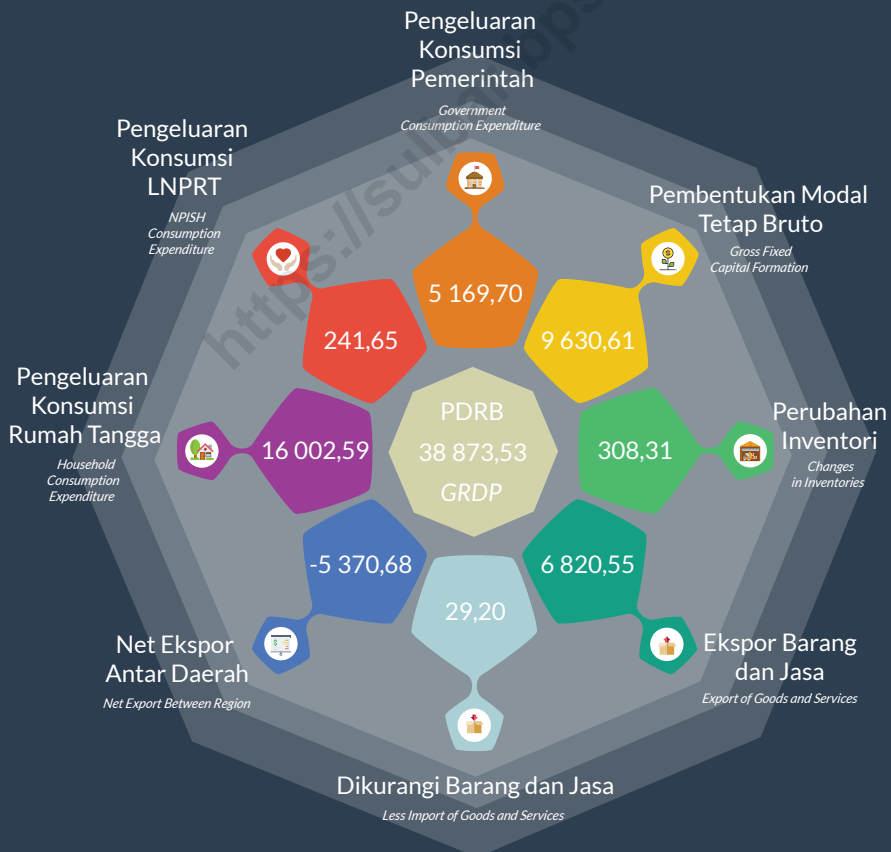 Pengeluaran
Konsumsi
Pemerintah
Government
Consumption Expenditure
Pengeluaran
Konsumsi
LNPRT
NPISH
Consumption
Expenditure
Pembentukan Modal
Tetap Bruto
Gross Fixed
Capital Formation
5 169,70
241,65
9 630,61
Pengeluaran
Konsumsi
Rumah Tangga
Household
Consumption
Expenditure
16 002,59
PDRB
38 873,53
GRDP
308,31
Perubahan
Inventori
Changes
in Inventories
-5 370,68
29,20
6 820,55
Net Ekspor
Antar Daerah
Net Export Between Region
Ekspor Barang
dan Jasa
Export of Goods and Services
Dikurangi Barang dan Jasa
Less Import of Goods and Services